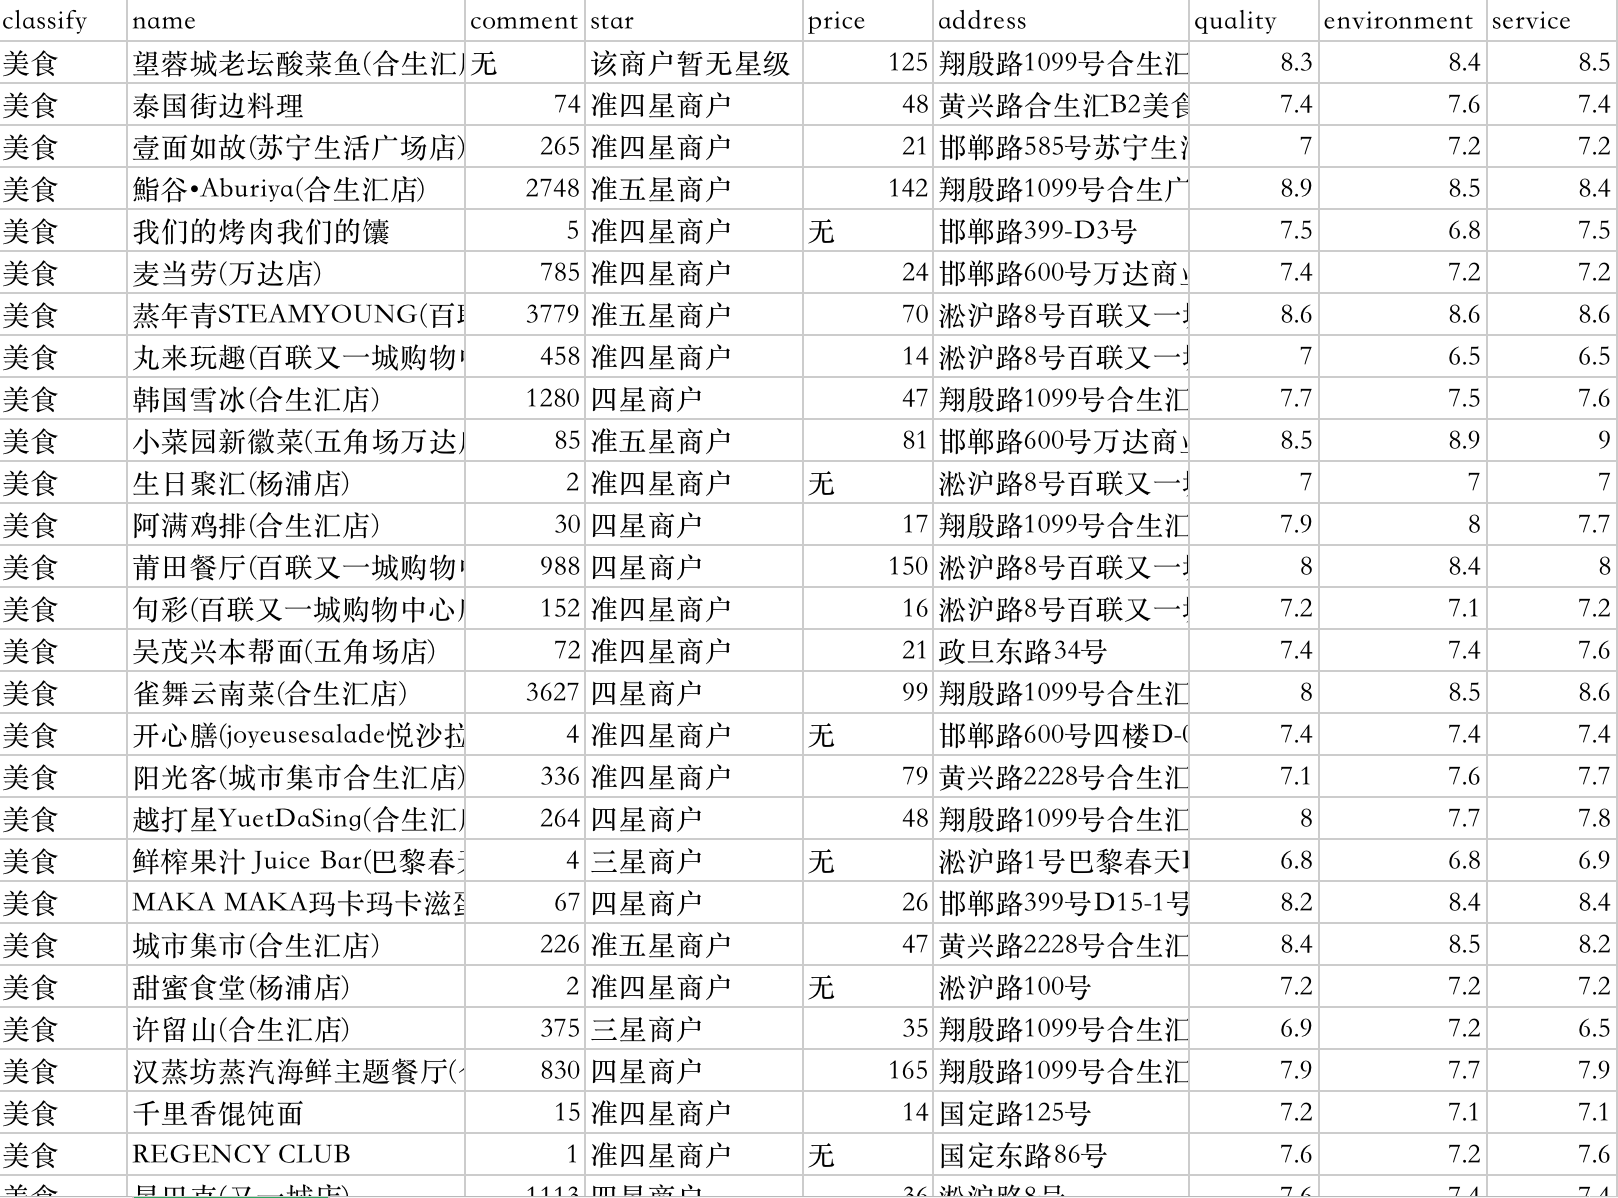 classify name comment star price address quality environment service
美食 望蓉城老坛酸菜鱼(合生汇 无 该商户暂无星级 125 翔殷路1099号合生汇 8.3 8.4 8.5
美食 泰国街边料理 74 准四星商户 48 黄兴路合生汇B2美食 7.4 7.6 7.4
美食 壹面如故(苏宁生活广场店) 265 准四星商户 21 邯郸路585号苏宁生活 7 7.2 7.2
美食 鮨谷•Aburiya(合生汇店) 2748 准五星商户 142 翔殷路1099号合生广 8.9 8.5 8.4
美食 我们的烤肉我们的馕 5 准四星商户 无 邯郸路399-D3号 7.5 6.8 7.5
美食 麦当劳(万达店) 785 准四星商户 24 邯郸路600号万达商业 7.4 7.2 7.2
美食 蒸年青STEAMYOUNG(百联 3779 准五星商户 70 淞沪路8号百联又一城 8.6 8.6 8.6
美食 丸来玩趣(百联又一城购物中 458 准四星商户 14 淞沪路8号百联又一城 7 6.5 6.5
美食 韩国雪冰(合生汇店) 1280 四星商户 47 翔殷路1099号合生汇 7.7 7.5 7.6
美食 小菜园新徽菜(五角场万达店 85 准五星商户 81 邯郸路600号万达商业 8.5 8.9 9
美食 生日聚汇(杨浦店) 2 准四星商户 无 淞沪路8号百联又一城 7 7 7
美食 阿满鸡排(合生汇店) 30 四星商户 17 翔殷路1099号合生汇 7.9 8 7.7
美食 莆田餐厅(百联又一城购物中 988 四星商户 150 淞沪路8号百联又一城 8 8.4 8
美食 旬彩(百联又一城购物中心店 152 准四星商户 16 淞沪路8号百联又一城 7.2 7.1 7.2
美食 吴茂兴本帮面(五角场店) 72 准四星商户 21 政旦东路34号 7.4 7.4 7.6
美食 雀舞云南菜(合生汇店) 3627 四星商户 99 翔殷路1099号合生汇 8 8.5 8.6
美食 开心膳(joyeusesalade悦沙拉 4 准四星商户 无 邯郸路600号四楼D-0 7.4 7.4 7.4
美食 阳光客(城市集市合生汇店) 336 准四星商户 79 黄兴路2228号合生汇 7.1 7.6 7.7
美食 越打星YuetDaSing(合生汇 264 四星商户 48 翔殷路1099号合生汇 8 7.7 7.8
美食 鲜榨果汁 Juice Bar(巴黎春天 4 三星商户 无 淞沪路1号巴黎春天 6.8 6.8 6.9
美食 MAKA MAKA玛卡玛卡滋蛋 67 四星商户 26 邯郸路399号D15-1号 8.2 8.4 8.4
美食 城市集市(合生汇店) 226 准五星商户 47 黄兴路2228号合生汇 8.4 8.5 8.2
美食 甜蜜食堂(杨浦店) 2 准四星商户 无 淞沪路100号 7.2 7.2 7.2
美食 许留山(合生汇店) 375 三星商户 35 翔殷路1099号合生汇 6.9 7.2 6.5
美食 汉蒸坊蒸汽海鲜主题餐厅( 830 四星商户 165 翔殷路1099号合生汇 7.9 7.7 7.9
美食 千里香馄饨面 15 准四星商户 14 国定路125号 7.2 7.1 7.1
美食 REGENCY CLUB 1 准四星商户 无 国定东路86号 7.6 7.2 7.6
美食 星巴克(又一城店) 1113 四星商户 36 淞沪路8号 7.6 7.4 7.4